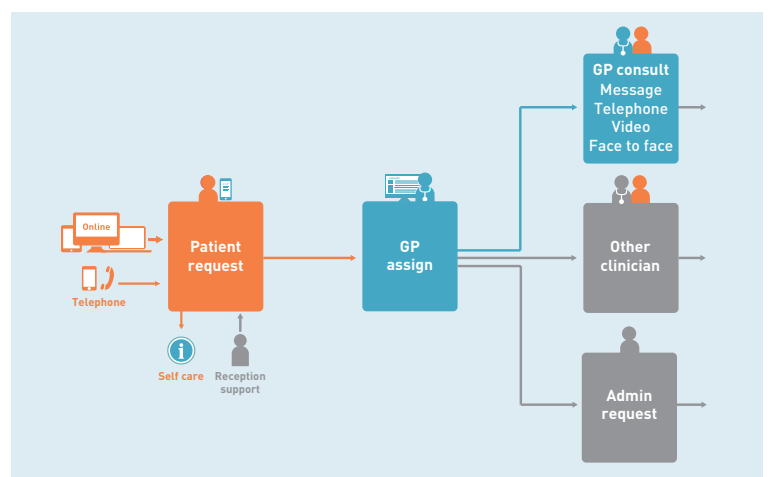 GP consult
Message
Telephone
Video
Face to face
Online
Patient
request
GP
assign
Other
clinician
Telephone
Self care
Reception
support
Admin
request